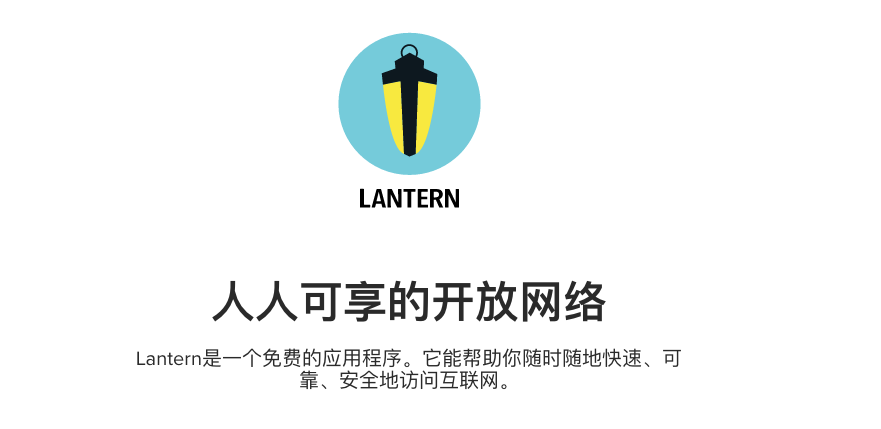 LANTERN
人人可享的开放网络
Lantern是一个免费的应用程序。它能帮助你随时随地快速、可
靠、安全地访问互联网。